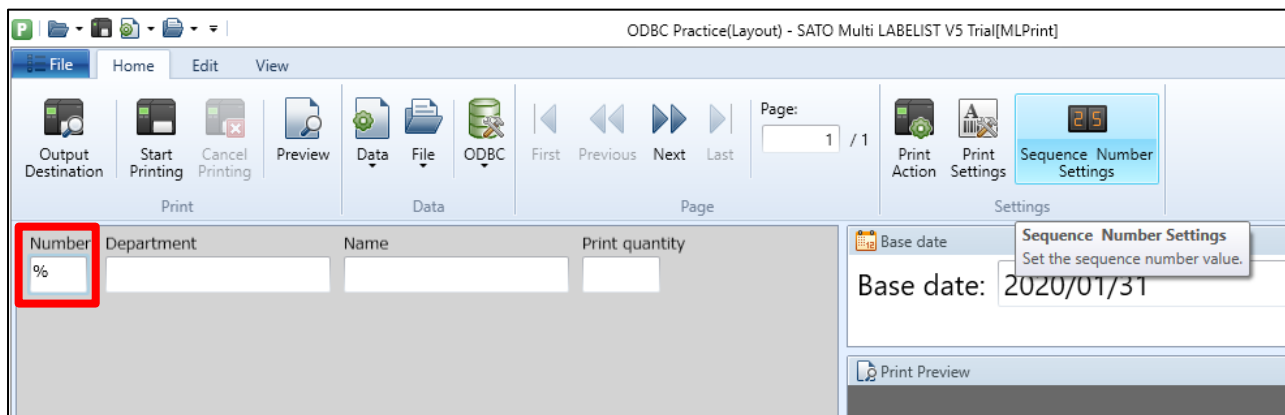 P ODBC Practice(Layout) - SATO Multi LABELIST V5 Trial[MLPrint]
File Home Edit View
Output Destination
Start Printing
Cancel Printing
Preview
Data
File
ODBC
First
Previous
Next
Last
Page:
1 / 1
Print Action
Print Settings
25
Sequence Number Settings
Print
Data
Page
Settings
Number Department Name Print quantity
%
Base date
Base date: 2020/01/31
Sequence Number Settings
Set the sequence number value.
Print Preview